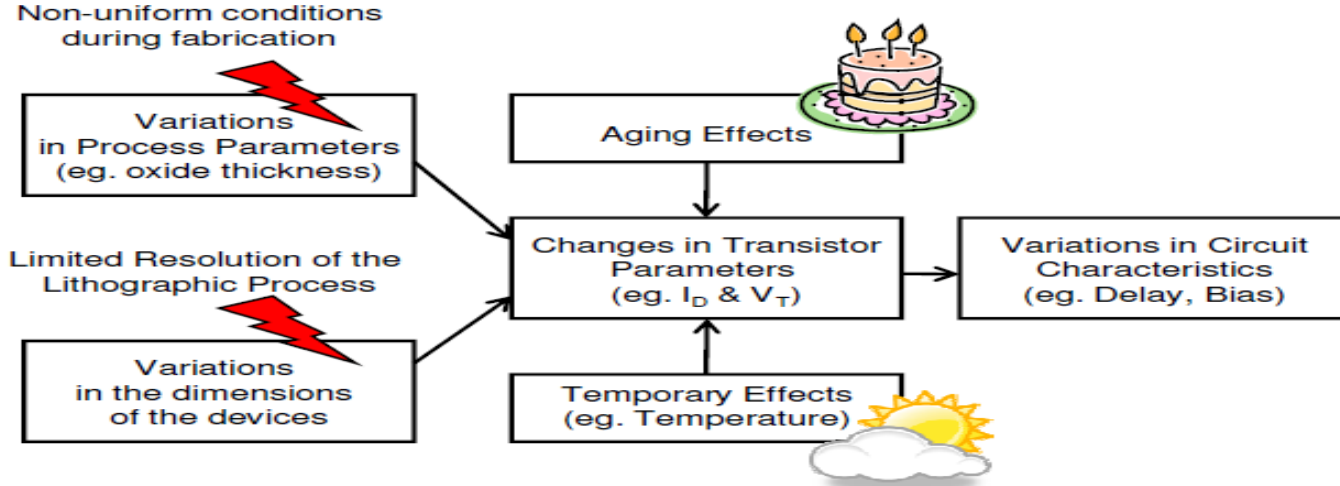 Non-uniform conditions
during fabrication
Variations
in Process Parameters
(eg. oxide thickness)
Aging Effects
Limited Resolution of the
Lithographic Process
Changes in Transistor
Parameters
(eg. I_D & V_T)
Variations in Circuit
Characteristics
(eg. Delay, Bias)
Variations
in the dimensions
of the devices
Temporary Effects
(eg. Temperature)